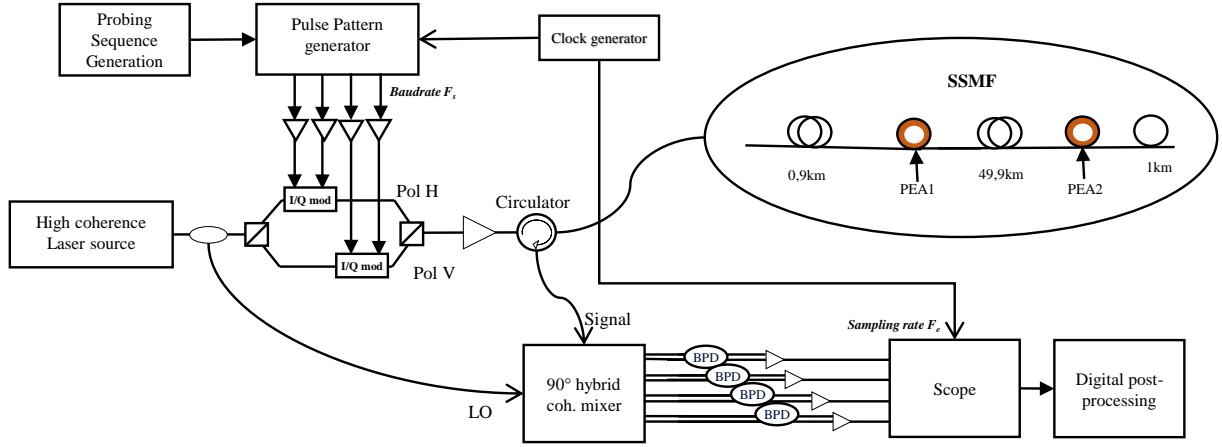 Probing
Sequence
Generation
Pulse Pattern
generator
Clock generator
Baudrate Fs
SSMF
0,9km
PEA1
49,9km
PEA2
1km
I/Q mod
Pol H
Circulator
High coherence
Laser source
I/Q mod
Pol V
Signal
Sampling rate Fe
LO
90° hybrid
coh. mixer
BPD
BPD
BPD
BPD
Scope
Digital post-
processing